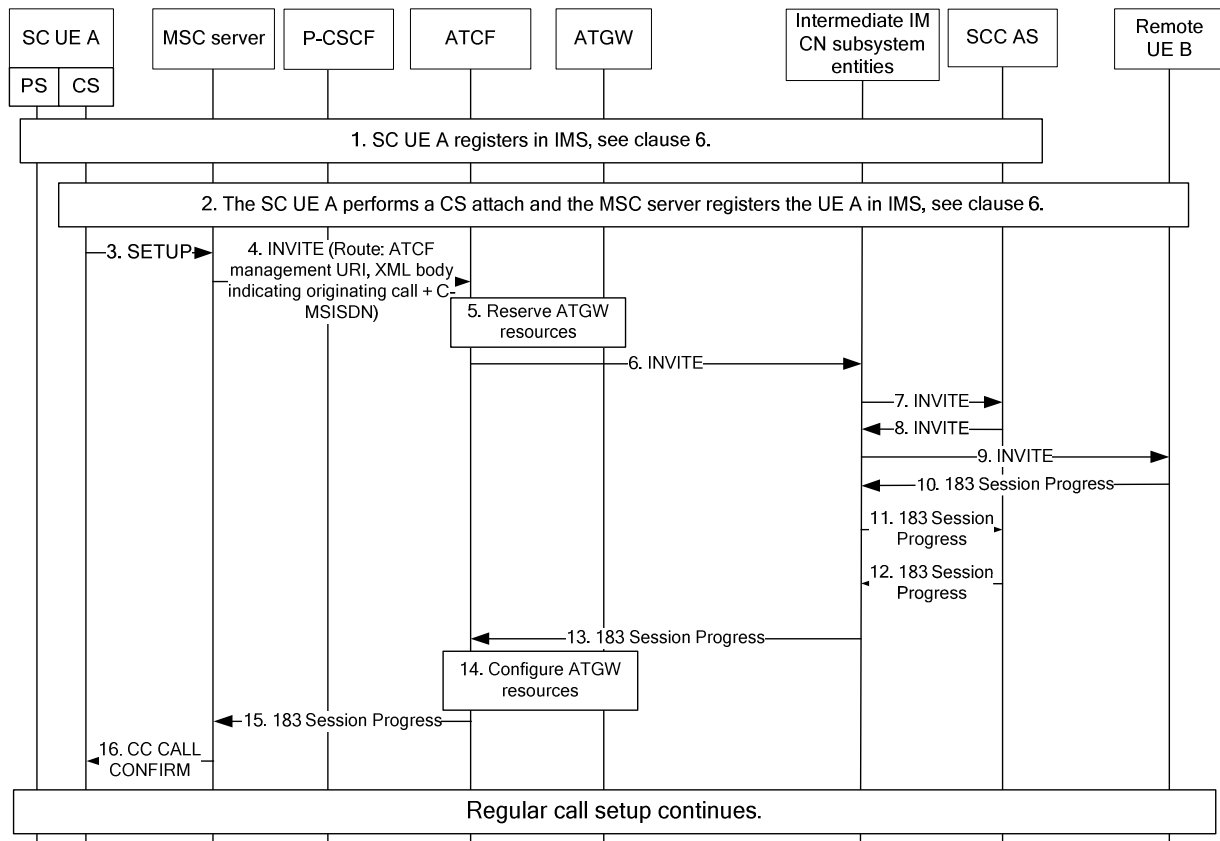 SC UE A
MSC server
P-CSCF
ATCF
ATGW
Intermediate IM
CN subsystem
entities
SCC AS
Remote
UE B
PS
CS
1. SC UE A registers in IMS, see clause 6.
2. The SC UE A performs a CS attach and the MSC server registers the UE A in IMS, see clause 6.
3. SETUP
4. INVITE (Route: ATCF
management URI, XML body
indicating originating call + C-
MSISDN)
5. Reserve ATGW
resources
6. INVITE
7. INVITE
8. INVITE
9. INVITE
10. 183 Session Progress
11. 183 Session
Progress
12. 183 Session
Progress
13. 183 Session Progress
14. Configure ATGW
resources
15. 183 Session Progress
16. CC CALL
CONFIRM
Regular call setup continues.